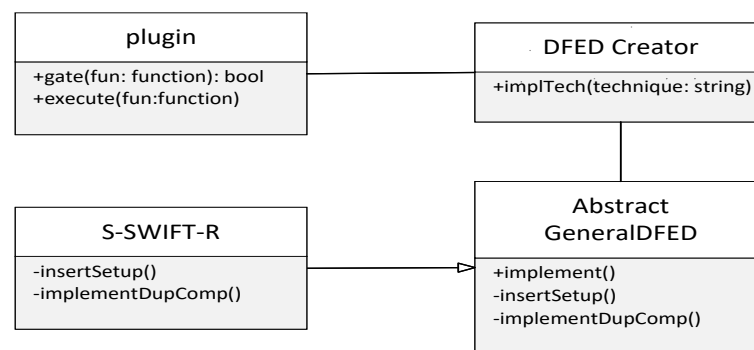 plugin
+gate(fun: function): bool
+execute(fun:function)
DFED Creator
+implTech(technique: string)
S-SWIFT-R
-insertSetup()
-implementDupComp()
Abstract
GeneralDFED
+implement()
-insertSetup()
-implementDupComp()